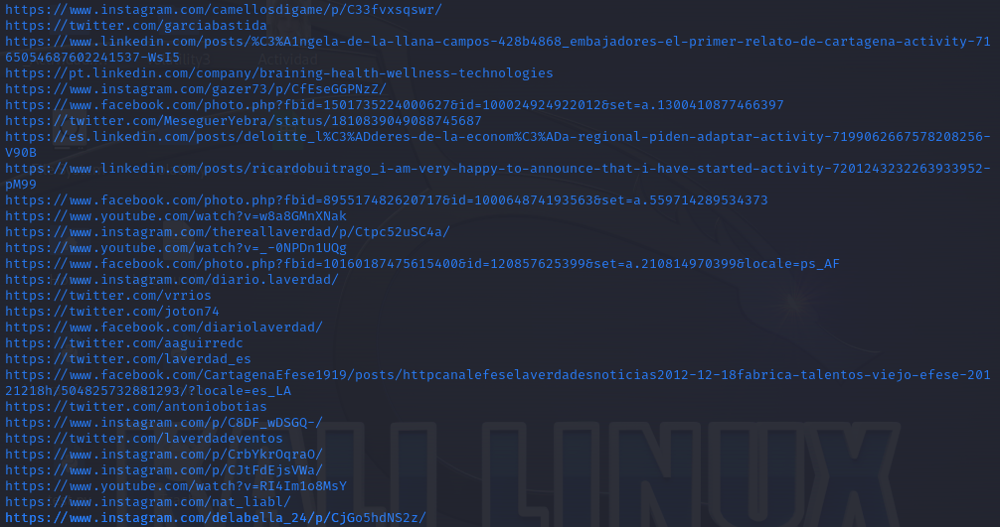 https://www.instagram.com/camellosdigame/p/C33fvxsqswr/
https://twitter.com/garciabastida
https://www.linkedin.com/posts/%C3%A1ngela-de-la-llana-campos-428b4868_embajadores-el-primer-relato-de-cartagena-activity-71
65054687602241537-WsI5
https://pt.linkedin.com/company/braining-health-wellness-technologies
https://www.instagram.com/gazer73/p/CfEseGGPNzZ/
https://www.facebook.com/photo.php?fbid=1501735224000627&id=100024924922012&set=a.1300410877466397
https://twitter.com/MeseguerYebra/status/1810839049088745687
https://es.linkedin.com/posts/deloitte_l%C3%ADderes-de-la-econom%C3%ADa-regional-piden-adaptar-activity-7199062667578208256-
V90B
https://www.linkedin.com/posts/ricardobuitrago_i-am-very-happy-to-announce-that-i-have-started-activity-7201243232263933952-
pM99
https://www.facebook.com/photo.php?fbid=895517482620717&id=100064874193563&set=a.559714289534373
https://www.youtube.com/watch?v=w8a8GMnXNak
https://www.instagram.com/thereallaverdad/p/Ctpc52uSC4a/
https://www.youtube.com/watch?v=_-0NPDn1UQg
https://www.facebook.com/photo.php?fbid=10160187475615400&id=120857625399&set=a.210814970399&locale=ps_AF
https://www.instagram.com/diario.laverdad/
https://twitter.com/vrrios
https://twitter.com/joton74
https://www.facebook.com/diariolaverdad/
https://twitter.com/aaguirredc
https://twitter.com/laverdad_es
https://www.facebook.com/CartagenaEfese1919/posts/httpcanalefeselaverdadesnoticias2012-12-18fabrica-talentos-viejo-efese-201
21218h/504825732881293/?locale=es_LA
https://twitter.com/antoniobotias
https://www.instagram.com/p/C8DF_wDSGQ-/
https://twitter.com/laverdadeventos
https://www.instagram.com/p/CrbYkrOqraO/
https://www.instagram.com/p/CJtFdEjsVWa/
https://www.youtube.com/watch?v=RI4Im1o8MsY
https://www.instagram.com/nat_liabl/
https://www.instagram.com/delabella_24/p/CjGo5hdNS2z/
KALI LINUX